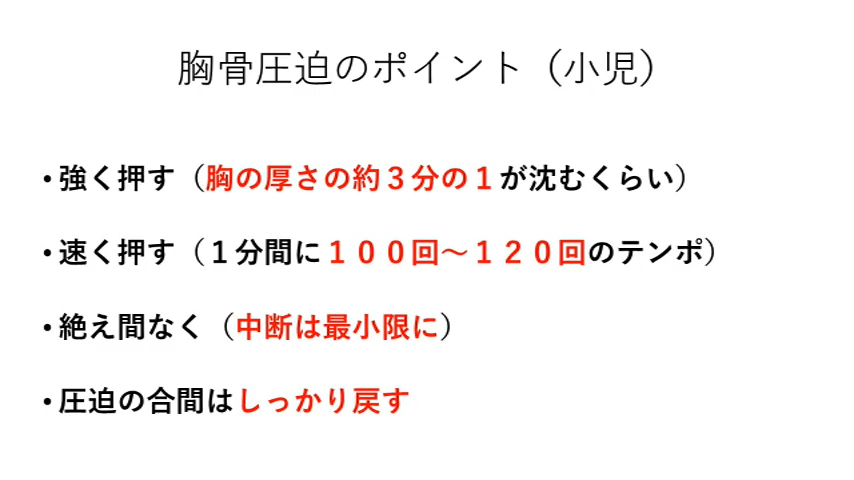 胸骨圧迫のポイント（小児）
•強く押す（胸の厚さの約３分の１が沈むくらい）
•速く押す（１分間に１００回～１２０回のテンポ）
•絶え間なく（中断は最小限に）
•圧迫の合間はしっかり戻す